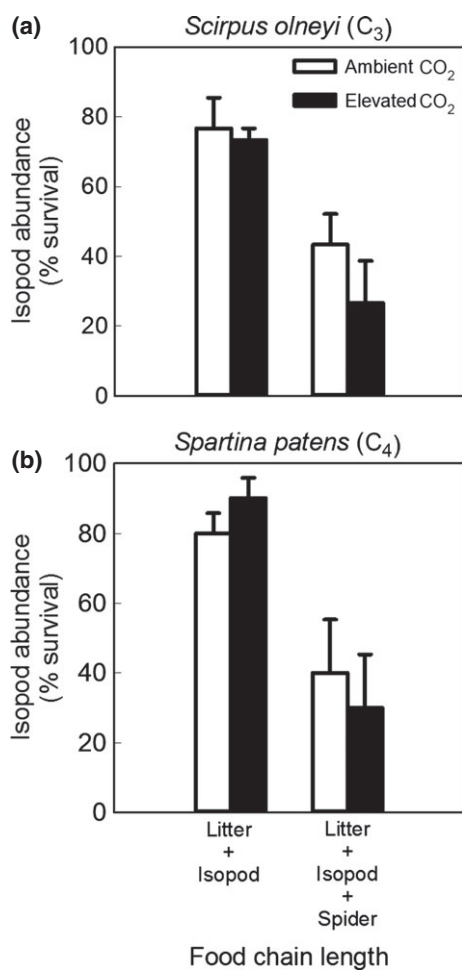 (a)
Scirpus olneyi (C₃)
Ambient CO₂
Elevated CO₂
Isopod abundance
(% survival)
100
80
60
40
20
0
(b)
Spartina patens (C₄)
Isopod abundance
(% survival)
100
80
60
40
20
0
Litter
+
Isopod
Litter
+
Isopod
+
Spider
Food chain length